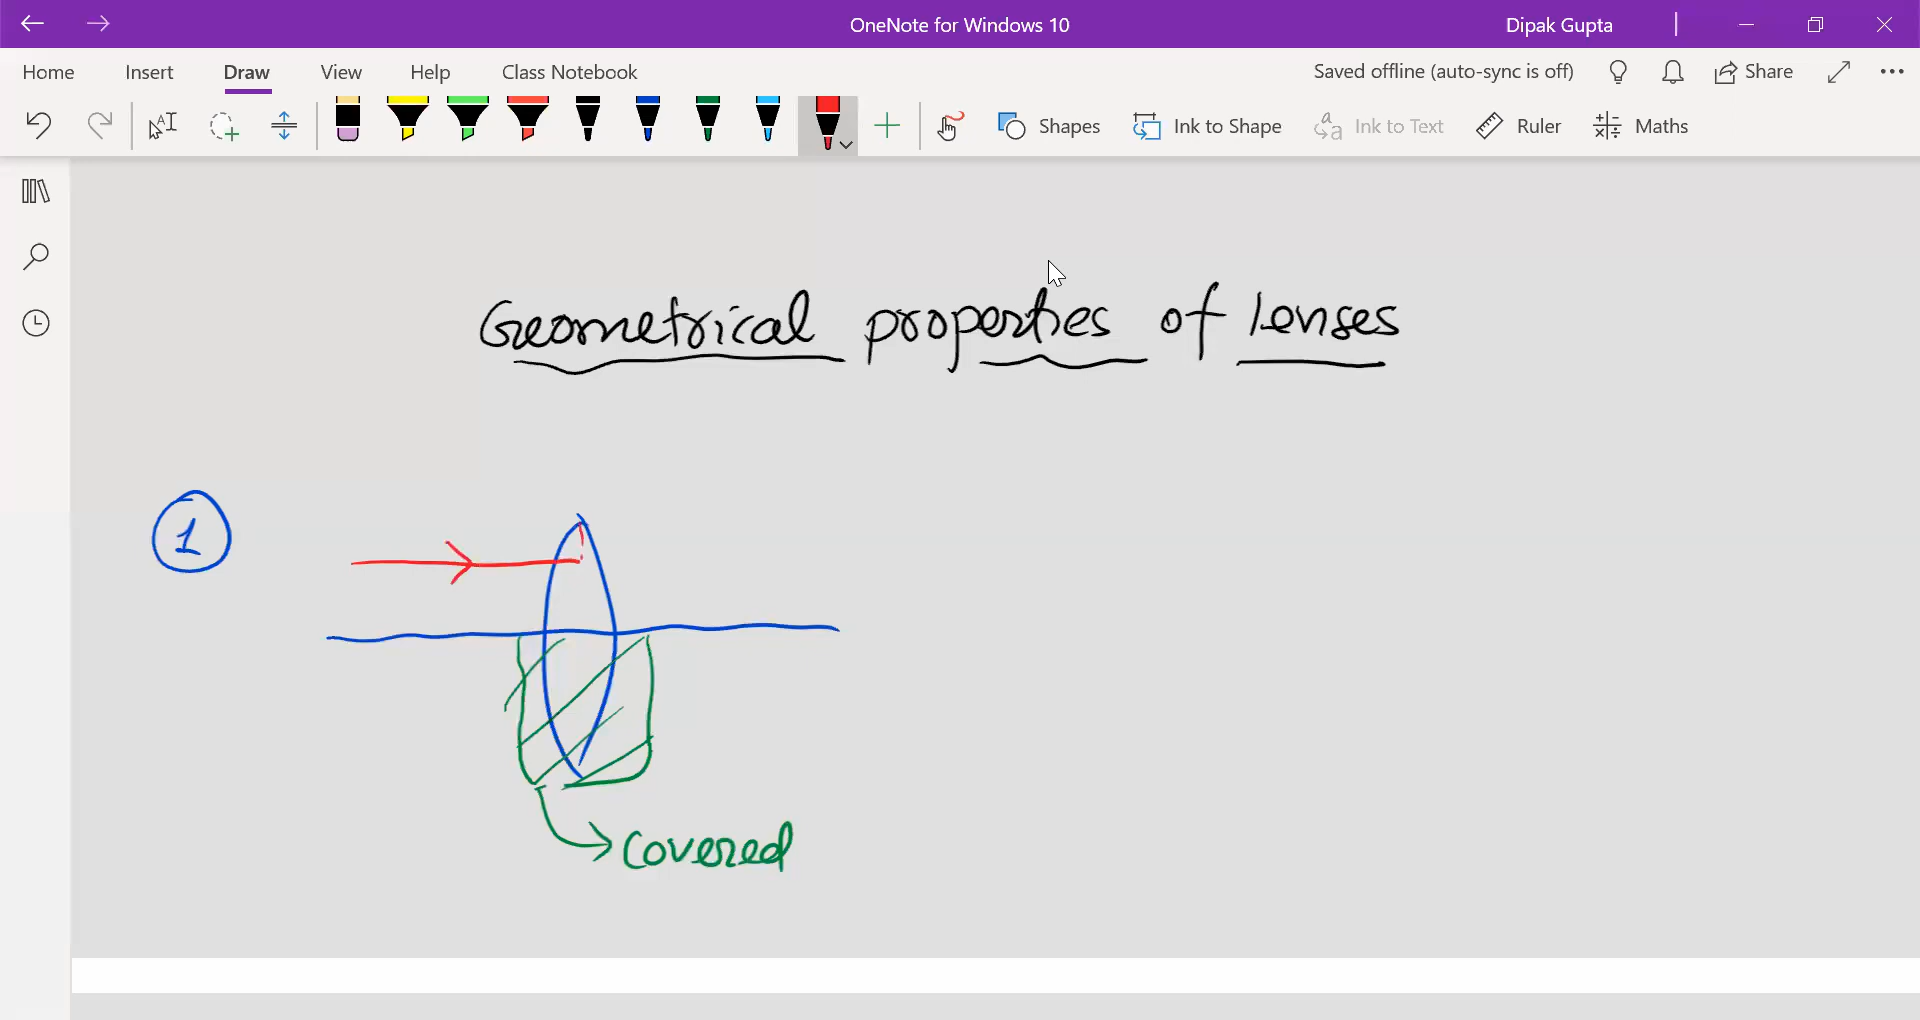 OneNote for Windows 10
Dipak Gupta
Home Insert Draw View Help Class Notebook Saved offline (auto-sync is off) Share
Shapes Ink to Shape Ink to Text Ruler Maths
Geometrical properties of lenses
1
Covered